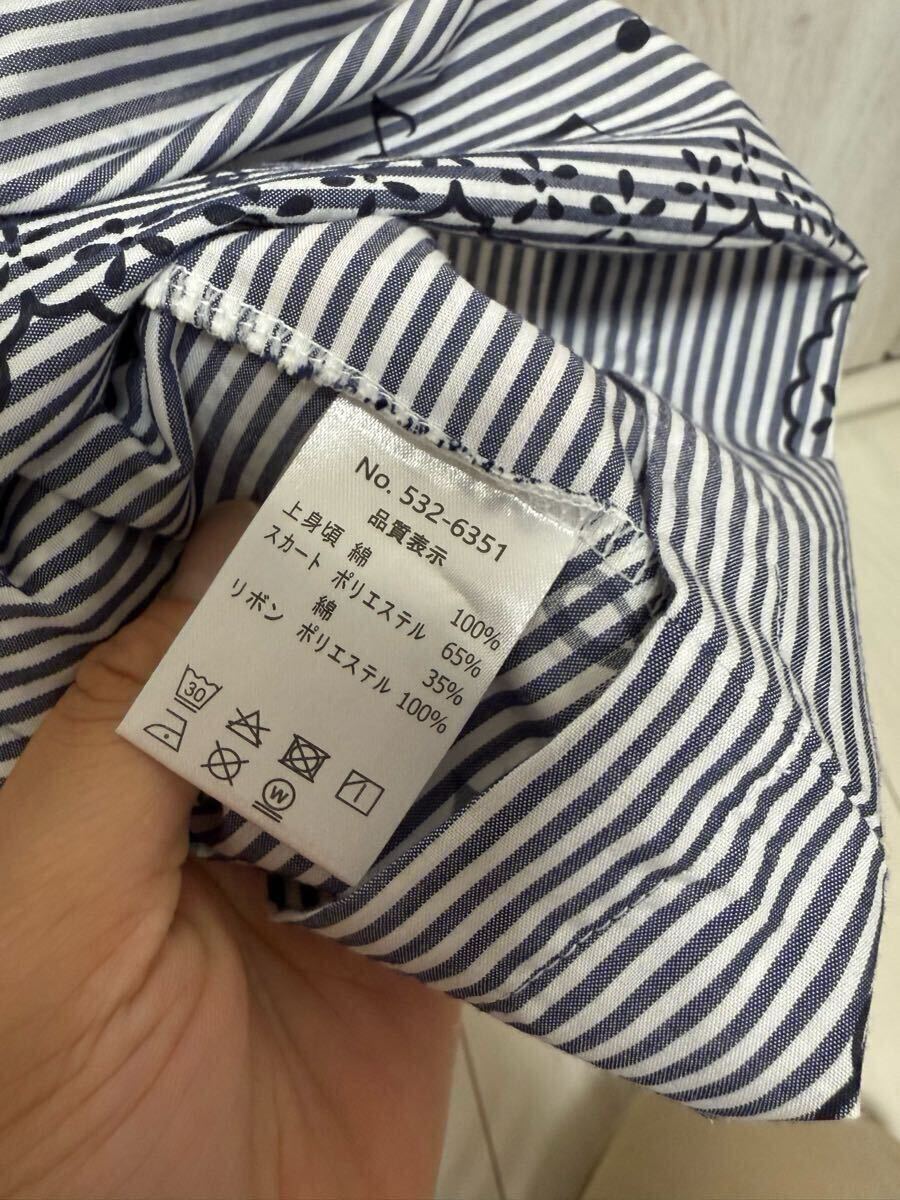 No. 532-6351
品質表示
上身頃 綿 100%
スカート ポリエステル 65%
綿 35%
リボン ポリエステル 100%
30
W